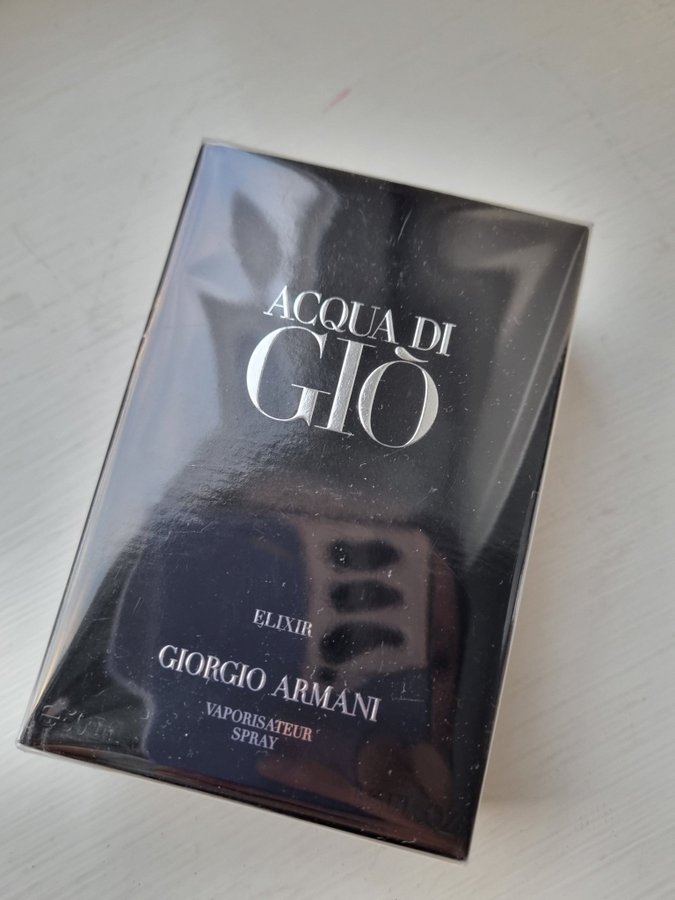 ACQUA DI
GIÒ
ELIXIR
GIORGIO ARMANI
VAPORISATEUR
SPRAY